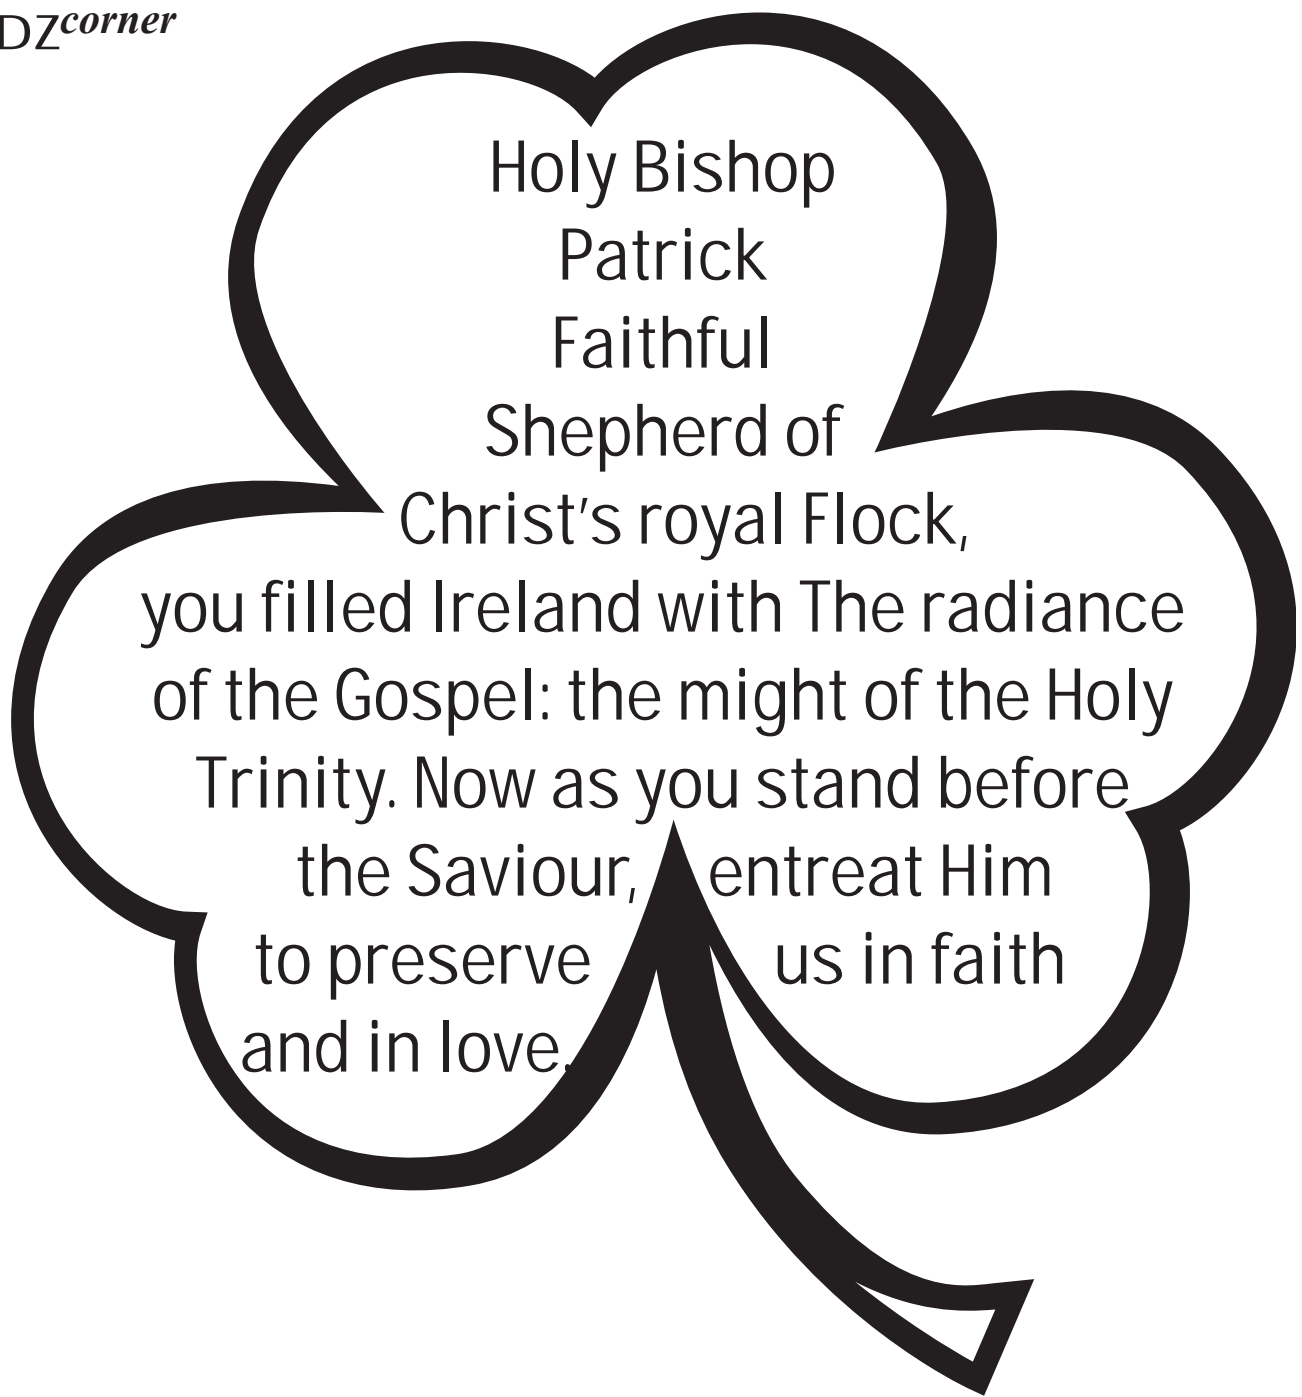 DZcorner
Holy Bishop
Patrick
Faithful
Shepherd of
Christ's royal Flock,
you filled Ireland with The radiance
of the Gospel: the might of the Holy
Trinity. Now as you stand before
the Saviour, entreat Him
to preserve us in faith
and in love.